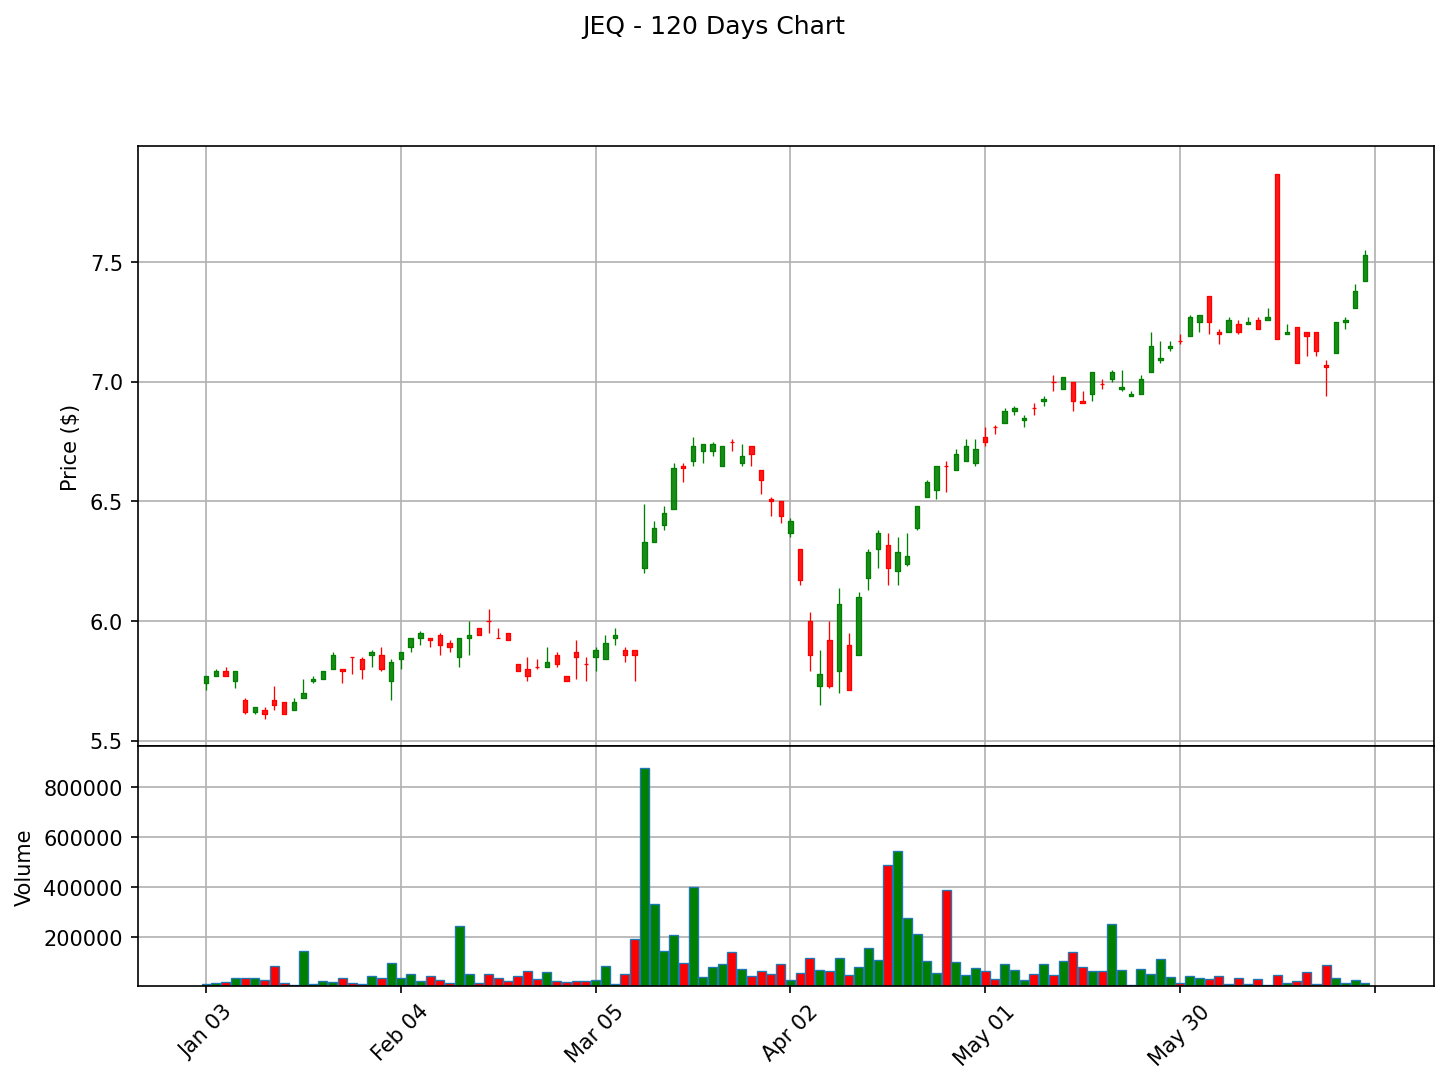 JEQ - 120 Days Chart
Price ($)
7.5
7.0
6.5
6.0
5.5
Volume
800000
600000
400000
200000
Jan 03
Feb 04
Mar 05
Apr 02
May 01
May 30